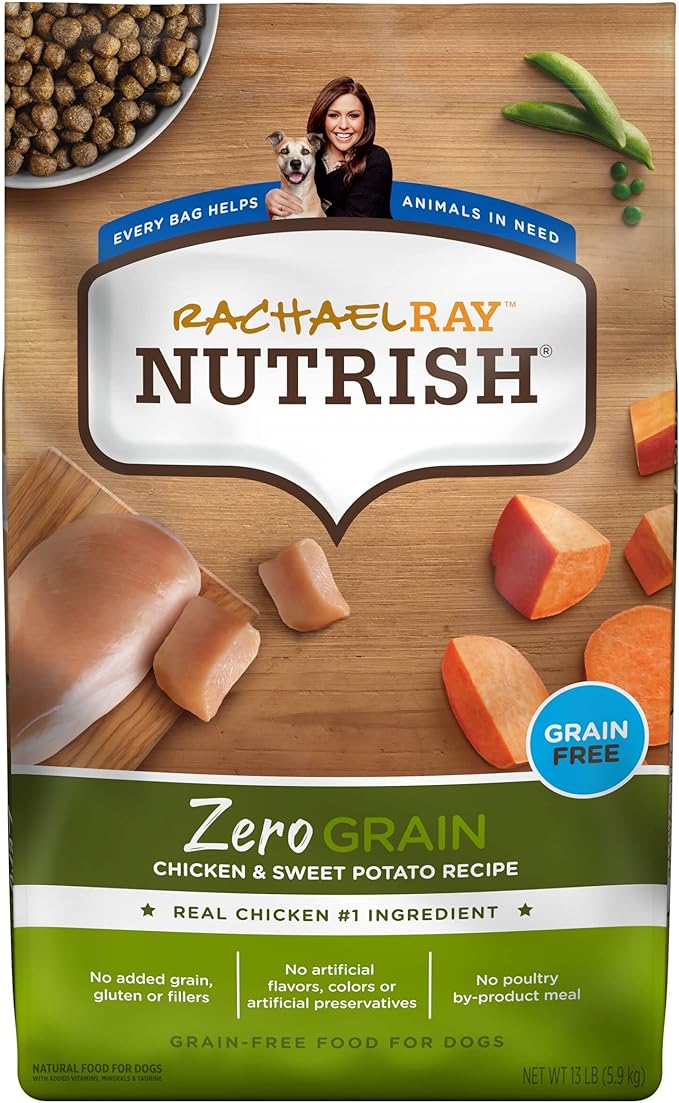 EVERY BAG HELPS ANIMALS IN NEED
RACHAEL RAY™
NUTRISH®
GRAIN
FREE
Zero GRAIN
CHICKEN & SWEET POTATO RECIPE
★ REAL CHICKEN #1 INGREDIENT ★
No added grain,
gluten or fillers
No artificial
flavors, colors or
artificial preservatives
No poultry
by-product meal
GRAIN-FREE FOOD FOR DOGS
NATURAL FOOD FOR DOGS
WITH ADDED VITAMINS, MINERALS & TAURINE
NET WT 13 LB (5.9 kg)